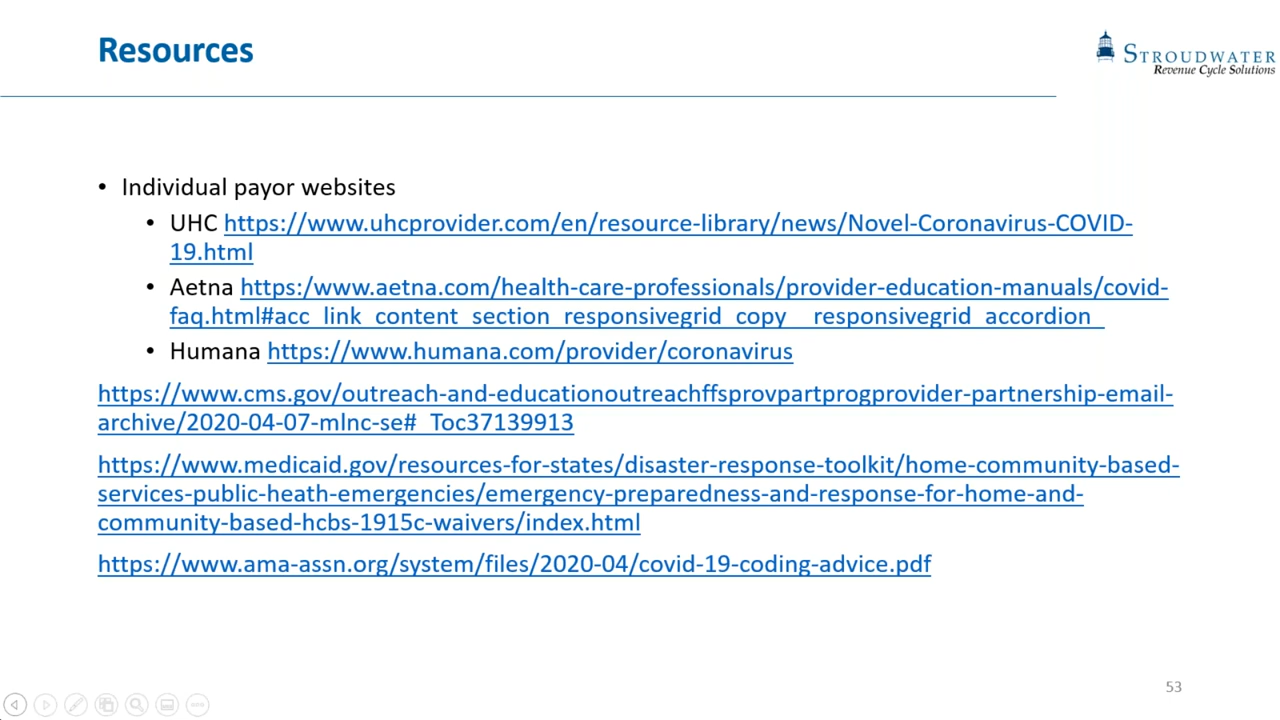 Resources
STROUDWATER
Revenue Cycle Solutions
• Individual payor websites
• UHC https://www.uhcprovider.com/en/resource-library/news/Novel-Coronavirus-COVID-
19.html
• Aetna https:/www.aetna.com/health-care-professionals/provider-education-manuals/covid-
faq.html#acc_link_content_section_responsivegrid_copy__responsivegrid_accordion_
• Humana https://www.humana.com/provider/coronavirus
https://www.cms.gov/outreach-and-educationoutreachffsprovpartprogprovider-partnership-email-
archive/2020-04-07-mlnc-se#_Toc37139913
https://www.medicaid.gov/resources-for-states/disaster-response-toolkit/home-community-based-
services-public-heath-emergencies/emergency-preparedness-and-response-for-home-and-
community-based-hcbs-1915c-waivers/index.html
https://www.ama-assn.org/system/files/2020-04/covid-19-coding-advice.pdf
53